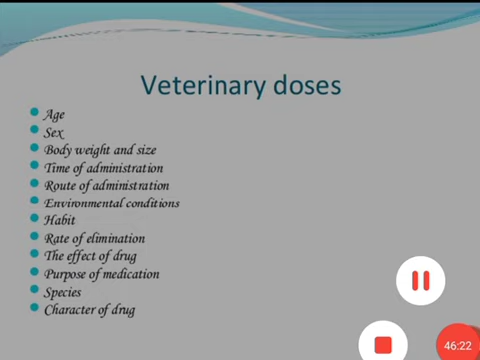 Veterinary doses
Age
Sex
Body weight and size
Time of administration
Route of administration
Environmental conditions
Habit
Rate of elimination
The effect of drug
Purpose of medication
Species
Character of drug
46:22